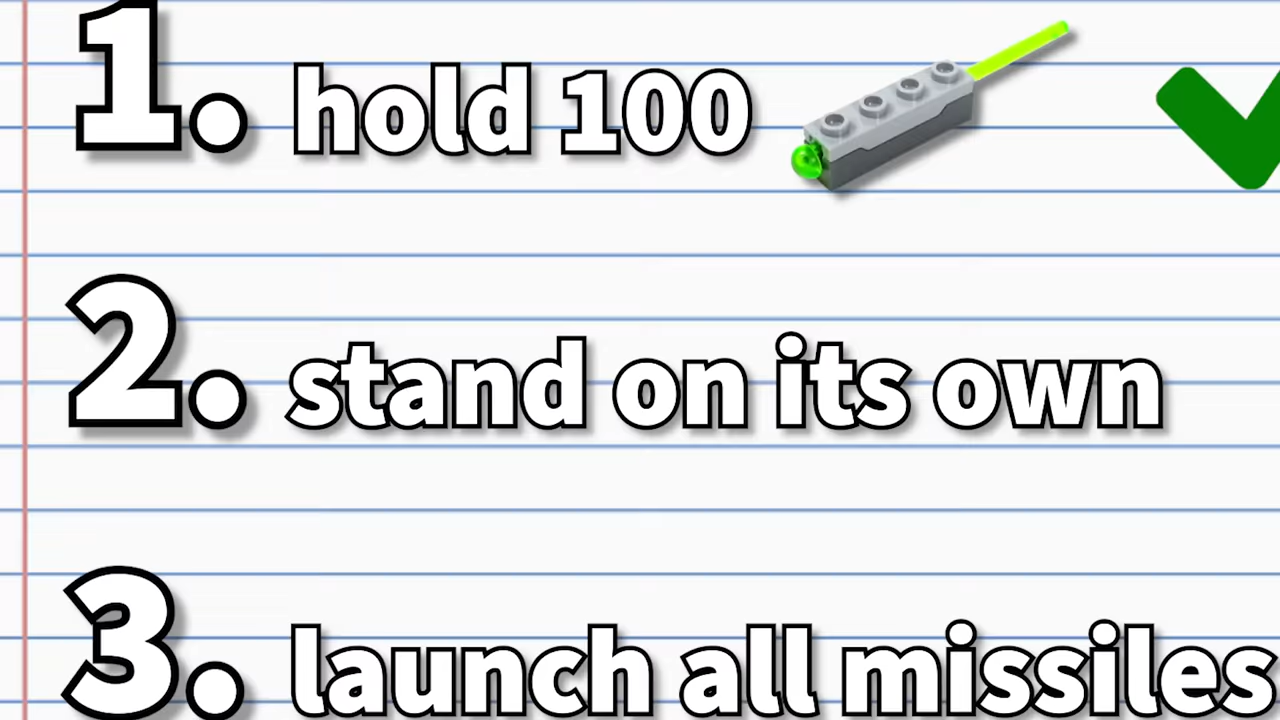 1. hold 100
2. stand on its own
3. launch all missiles